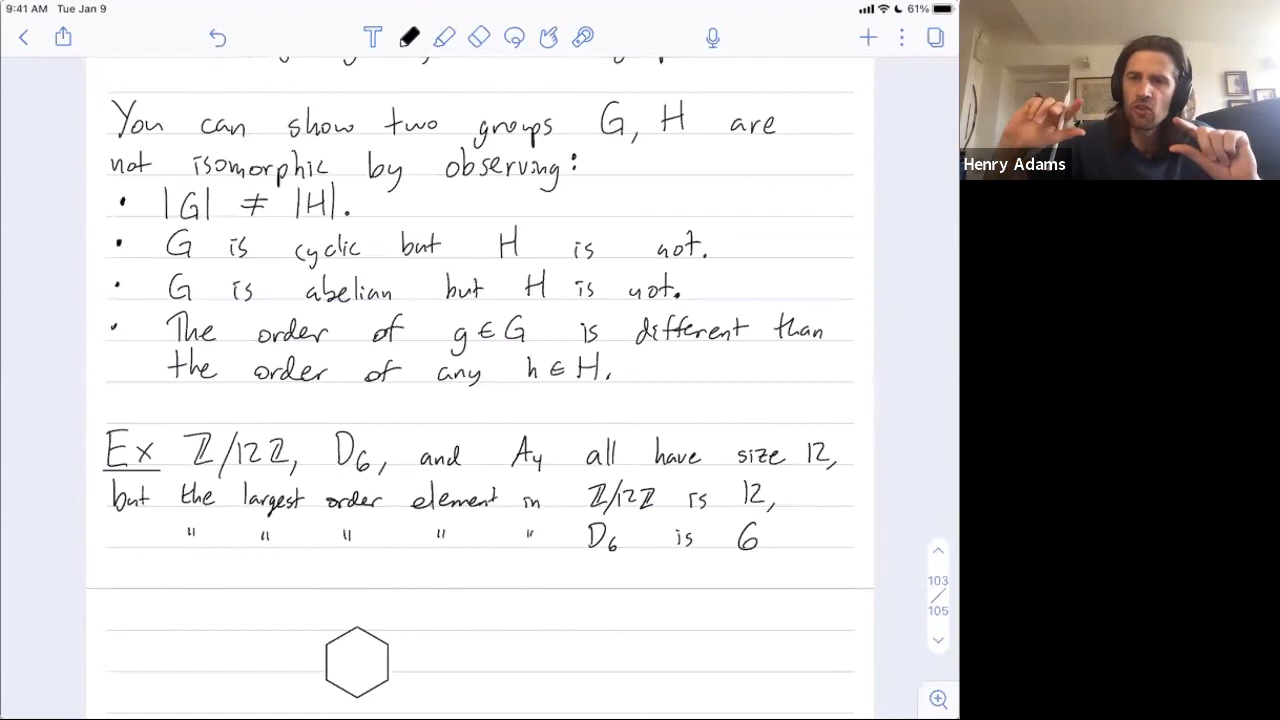 9:41 AM Tue Jan 9
61%
You can show two groups G, H are
not isomorphic by observing:
• |G| ≠ |H|.
• G is cyclic but H is not.
• G is abelian but H is not.
• The order of g ∈ G is different than
the order of any h ∈ H.
Ex ℤ/12ℤ, D₆, and A₄ all have size 12,
but the largest order element in ℤ/12ℤ is 12,
" " " " " D₆ is 6
103
/
105
Henry Adams